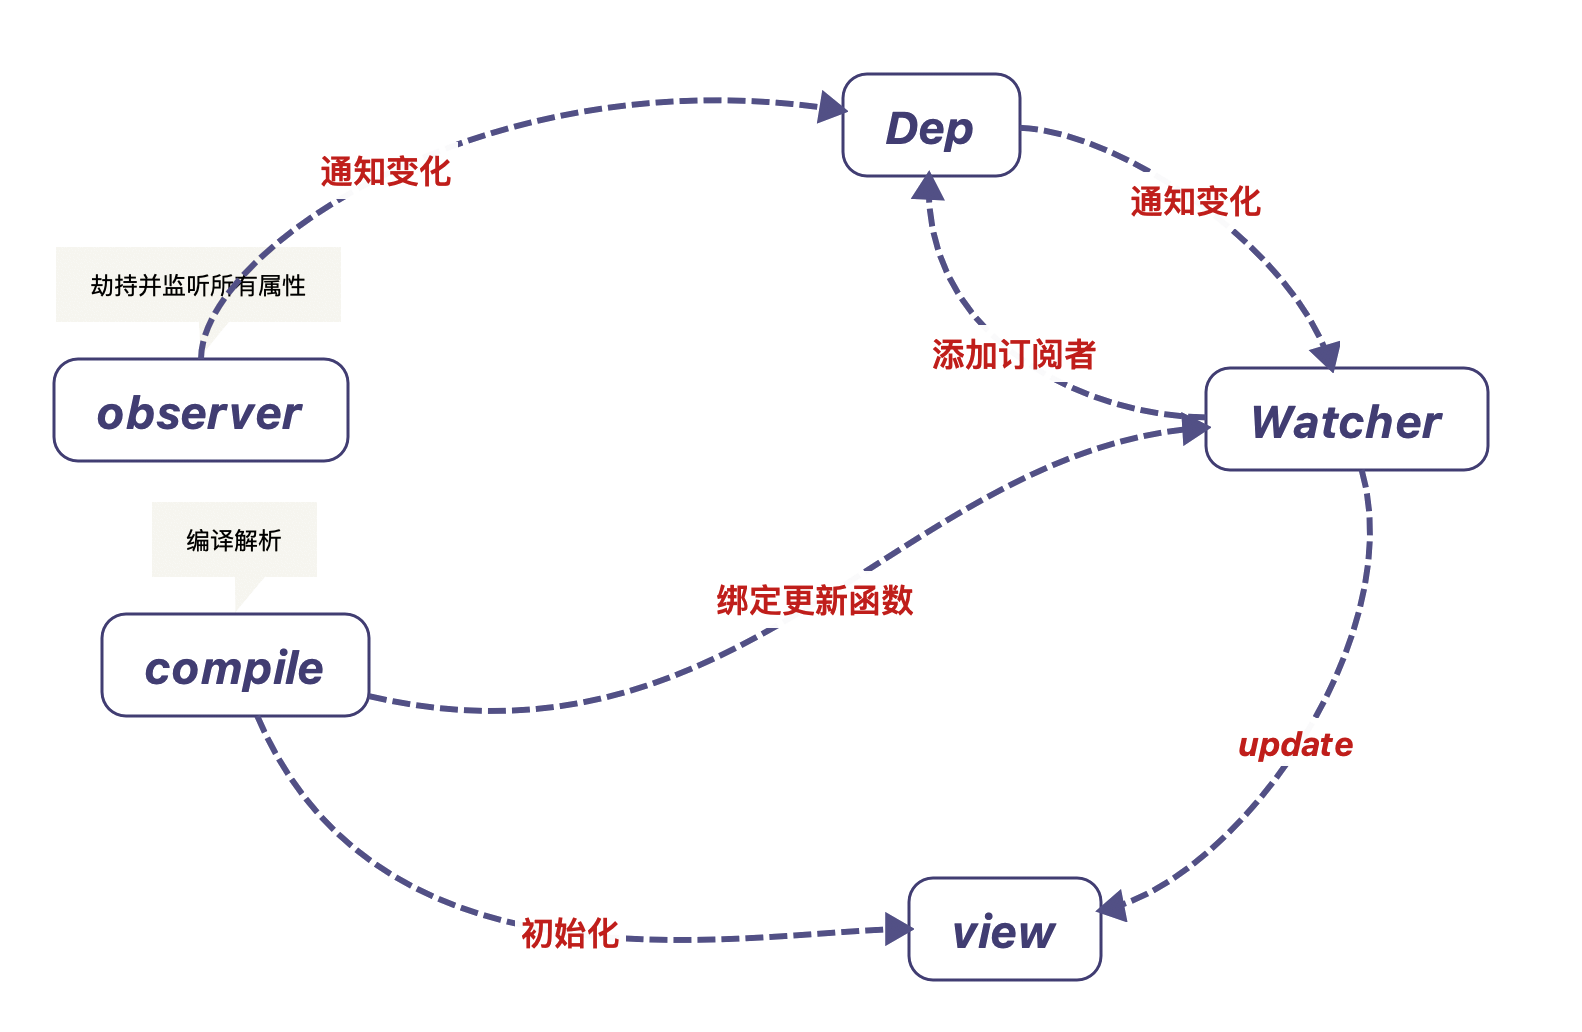 Dep
通知变化
通知变化
劫持并监听所有属性
添加订阅者
observer
Watcher
编译解析
绑定更新函数
compile
update
初始化
view